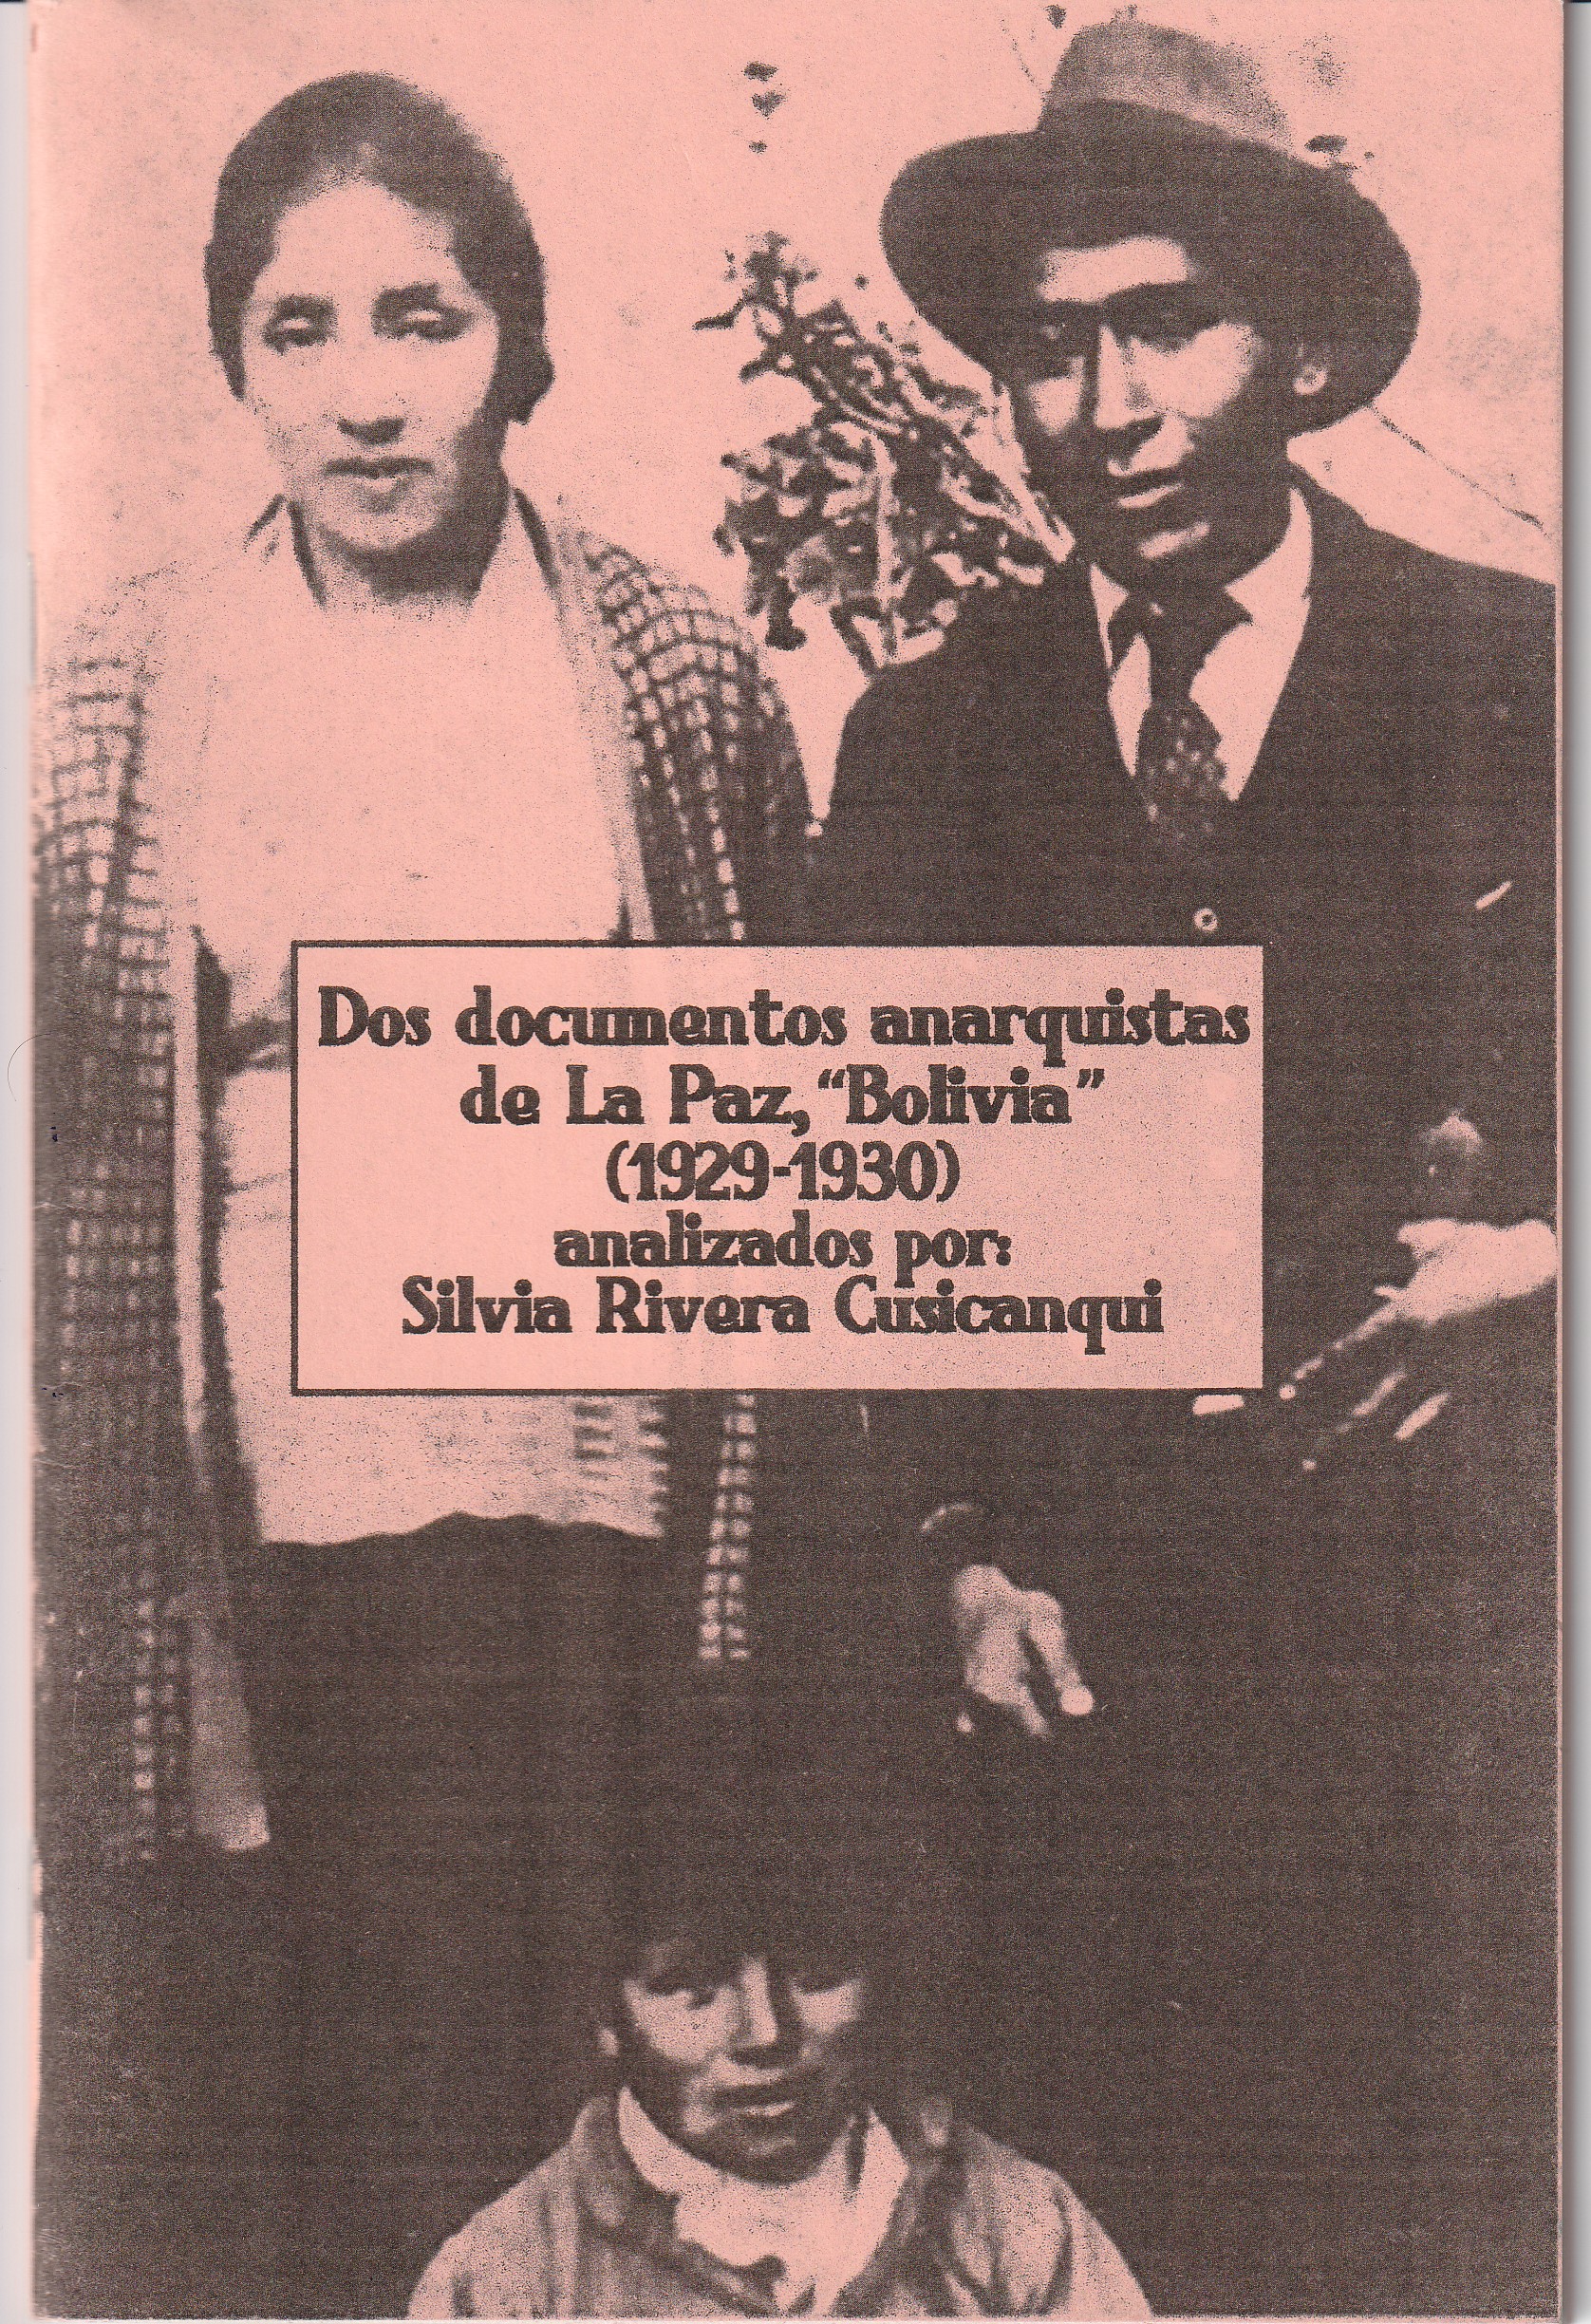 Dos documentos anarquistas
de La Paz, “Bolivia”
(1929-1930)
analizados por:
Silvia Rivera Cusicanqui